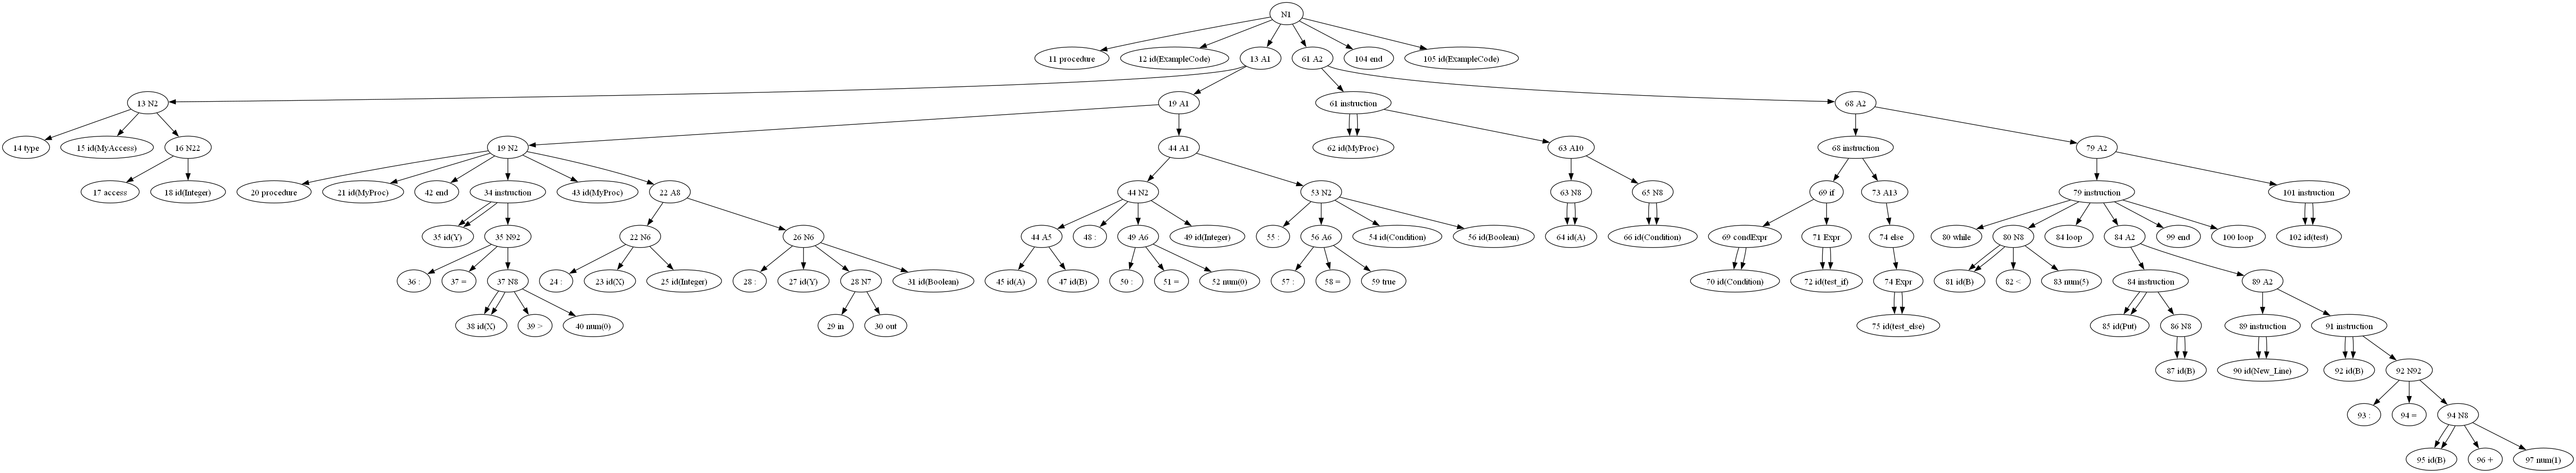 N1
11 procedure
12 id(ExampleCode)
13 A1
61 A2
104 end
105 id(ExampleCode)
13 N2
19 A1
61 instruction
68 A2
14 type
15 id(MyAccess)
16 N22
19 N2
44 A1
62 id(MyProc)
63 A10
68 instruction
79 A2
17 access
18 id(Integer)
20 procedure
21 id(MyProc)
42 end
34 instruction
43 id(MyProc)
22 A8
44 N2
53 N2
63 N8
65 N8
69 if
73 A13
79 instruction
101 instruction
35 id(Y)
35 N92
22 N6
26 N6
44 A5
48 :
49 A6
49 id(Integer)
55 :
56 A6
54 id(Condition)
56 id(Boolean)
64 id(A)
66 id(Condition)
69 condExpr
71 Expr
74 else
80 while
80 N8
84 loop
84 A2
99 end
100 loop
102 id(test)
36 :
37 =
37 N8
24 :
23 id(X)
25 id(Integer)
28 :
27 id(Y)
28 N7
31 id(Boolean)
45 id(A)
47 id(B)
50 :
51 =
52 num(0)
57 :
58 =
59 true
70 id(Condition)
72 id(test_if)
74 Expr
81 id(B)
82 <
83 num(5)
84 instruction
89 A2
38 id(X)
39 >
40 num(0)
29 in
30 out
75 id(test_else)
85 id(Put)
86 N8
89 instruction
91 instruction
87 id(B)
90 id(New_Line)
92 id(B)
92 N92
93 :
94 =
94 N8
95 id(B)
96 +
97 num(1)